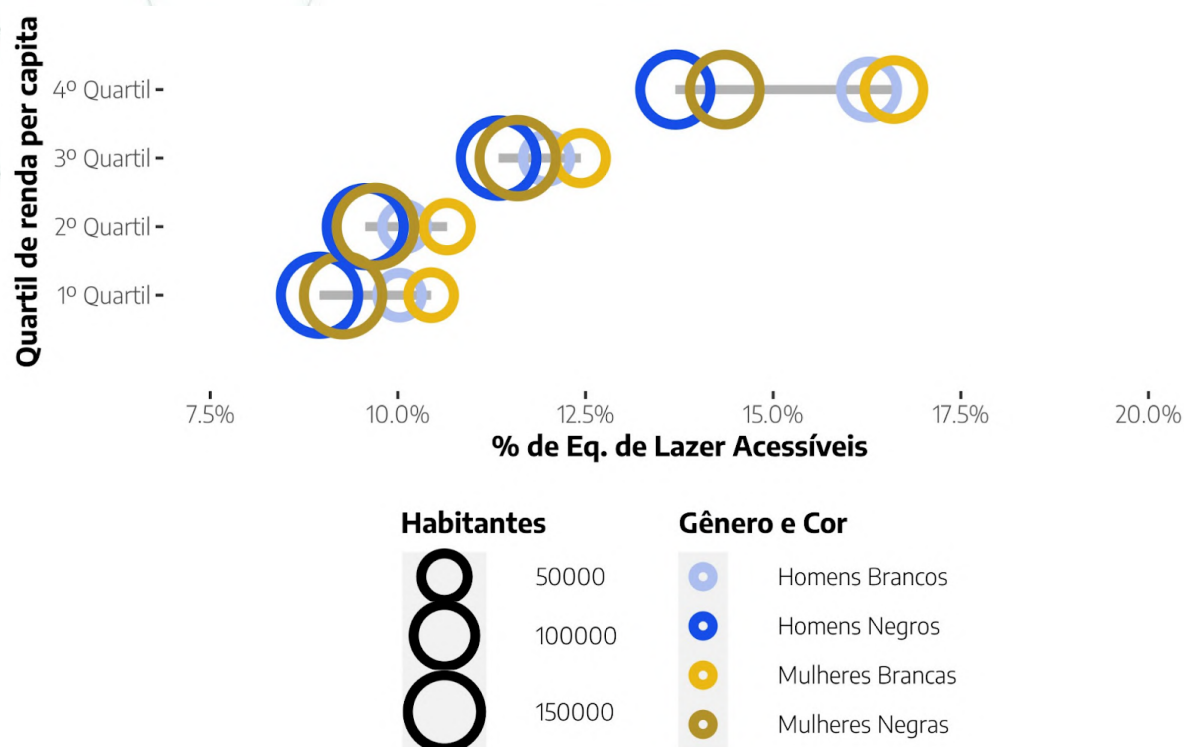 Quartil de renda per capita
4º Quartil
3º Quartil
2º Quartil
1º Quartil
7.5%
10.0%
12.5%
15.0%
17.5%
20.0%
% de Eq. de Lazer Acessíveis
Habitantes
50000
100000
150000
Gênero e Cor
Homens Brancos
Homens Negros
Mulheres Brancas
Mulheres Negras